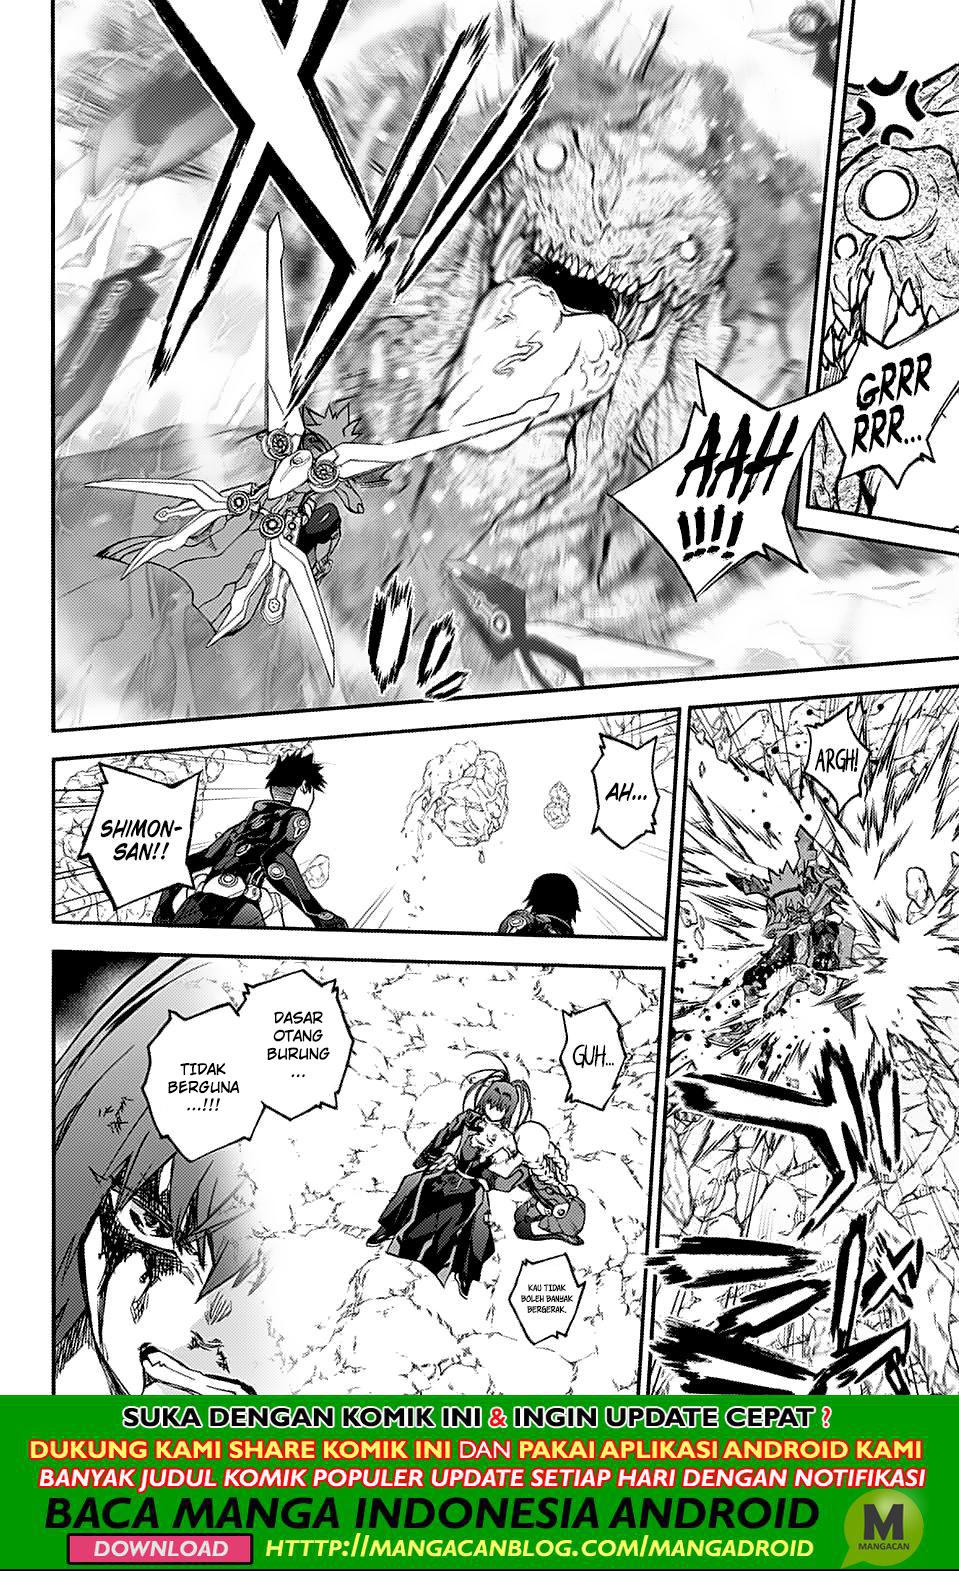 GRRR
RRR...
AAH
!!!!
ARGH!
AH...
SHIMON-
SAN!!
GUH...
DASAR
OTANG
BURUNG
...
TIDAK
BERGUNA
...!!!
KAU TIDAK
BOLEH BANYAK
BERGERAK.
SUKA DENGAN KOMIK INI & INGIN UPDATE CEPAT ?
DUKUNG KAMI SHARE KOMIK INI DAN PAKAI APLIKASI ANDROID KAMI
BANYAK JUDUL KOMIK POPULER UPDATE SETIAP HARI DENGAN NOTIFIKASI
BACA MANGA INDONESIA ANDROID
DOWNLOAD HTTTP://MANGACANBLOG.COM/MANGADROID
M
MANGACAN